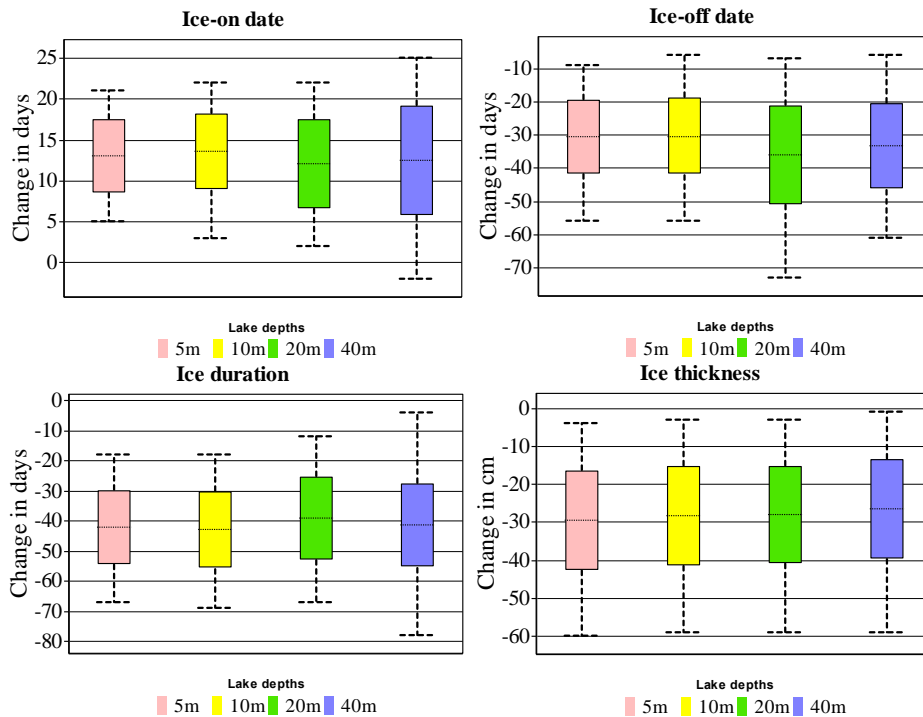 Ice-on date
Change in days
25
20
15
10
5
0
Lake depths
5m 10m 20m 40m
Ice-off date
Change in days
-10
-20
-30
-40
-50
-60
-70
Lake depths
5m 10m 20m 40m
Ice duration
Change in days
0
-10
-20
-30
-40
-50
-60
-70
-80
Lake depths
5m 10m 20m 40m
Ice thickness
Change in cm
0
-10
-20
-30
-40
-50
-60
Lake depths
5m 10m 20m 40m